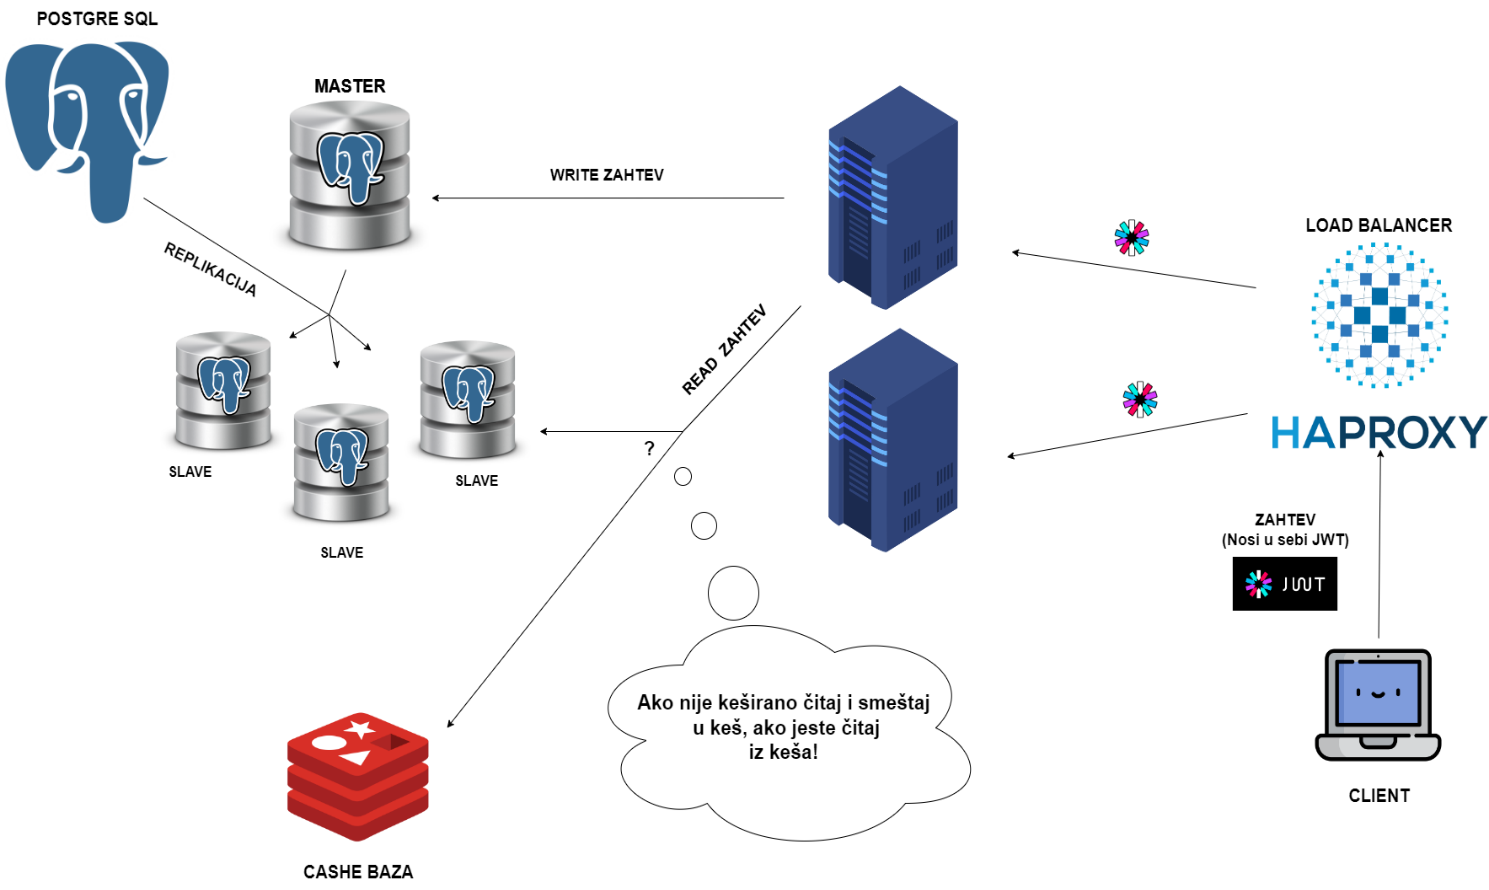 POSTGRE SQL
MASTER
WRITE ZAHTEV
LOAD BALANCER
REPLIKACIJA
READ ZAHTEV
HAPROXY
?
SLAVE
SLAVE
SLAVE
ZAHTEV
(Nosi u sebi JWT)
JWT
Ako nije keširano čitaj i smeštaj
u keš, ako jeste čitaj
iz keša!
CLIENT
CASHE BAZA